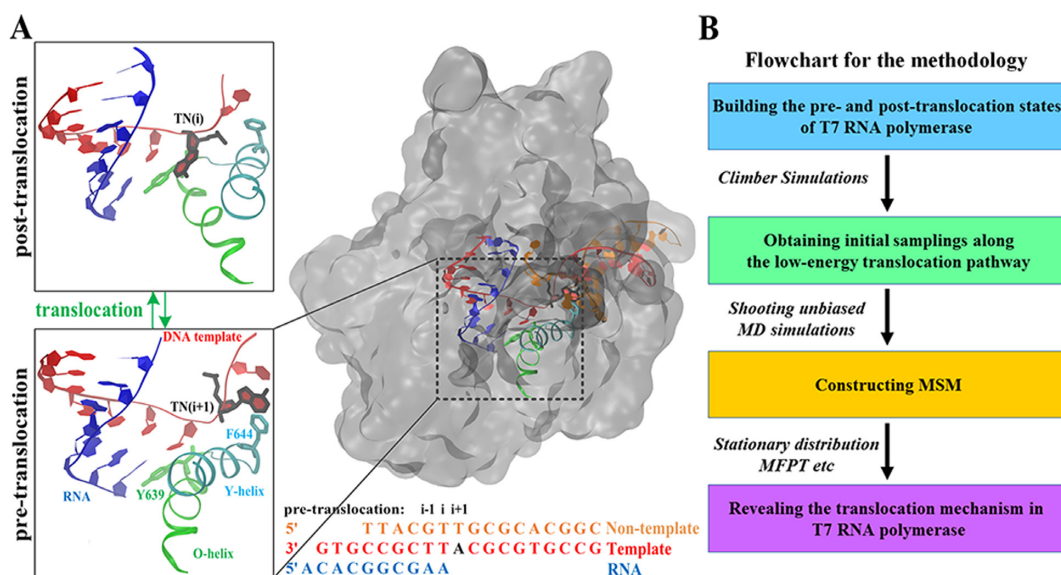 A
post-translocation
TN(i)
translocation
pre-translocation
DNA template
TN(i+1)
F644
RNA
Y639
Y-helix
O-helix
pre-translocation: i-1 i i+1
5' TTACGTTGCGCACGGC Non-template
3' GTGCCGCTTACGCGTGCCG Template
5' ACACGGCGAA RNA
B
Flowchart for the methodology
Building the pre- and post-translocation states
of T7 RNA polymerase
Climber Simulations
Obtaining initial samplings along
the low-energy translocation pathway
Shooting unbiased
MD simulations
Constructing MSM
Stationary distribution
MFPT etc
Revealing the translocation mechanism in
T7 RNA polymerase